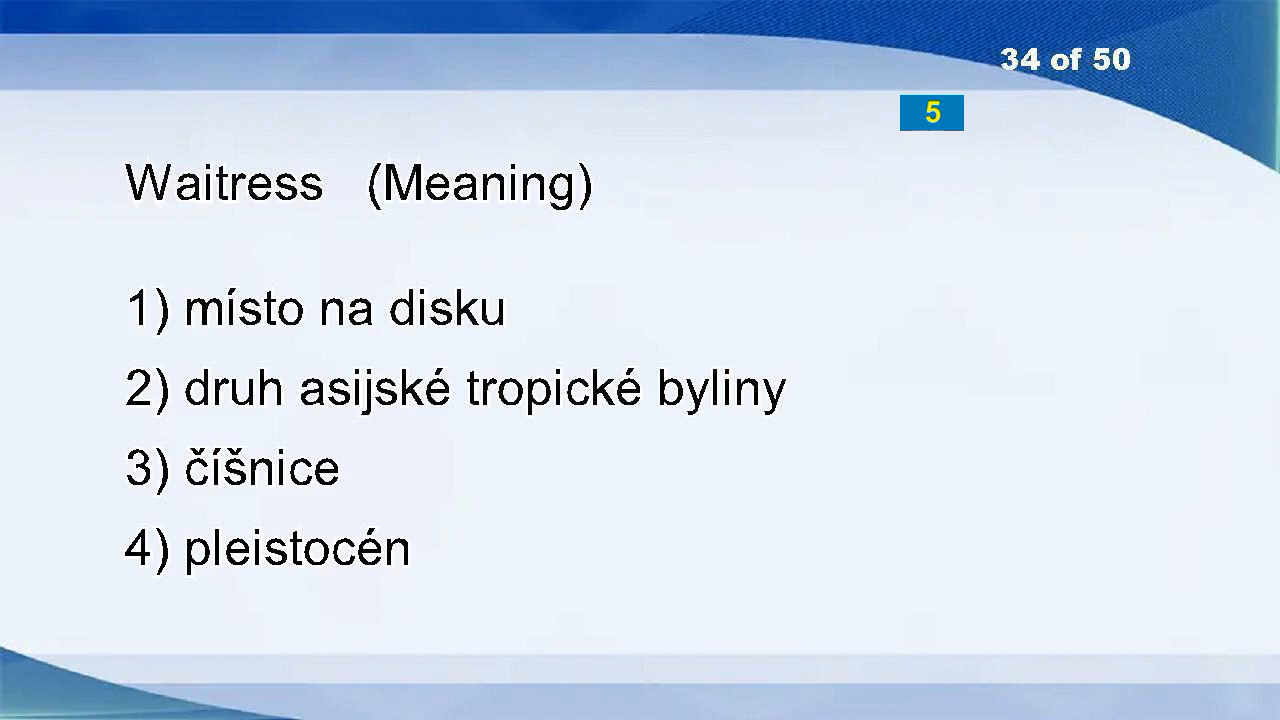 34 of 50
5
Waitress (Meaning)
1) místo na disku
2) druh asijské tropické byliny
3) číšnice
4) pleistocén